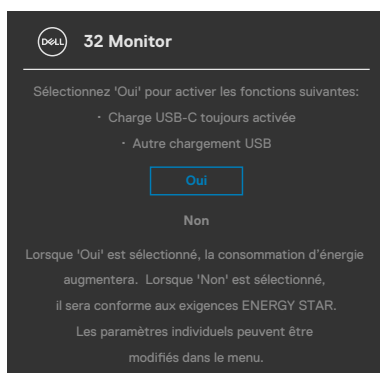 DELL
32 Monitor
Sélectionnez 'Oui' pour activer les fonctions suivantes:
· Charge USB-C toujours activée
· Autre chargement USB
Oui
Non
Lorsque 'Oui' est sélectionné, la consommation d'énergie
augmentera. Lorsque 'Non' est sélectionné,
il sera conforme aux exigences ENERGY STAR.
Les paramètres individuels peuvent être
modifiés dans le menu.